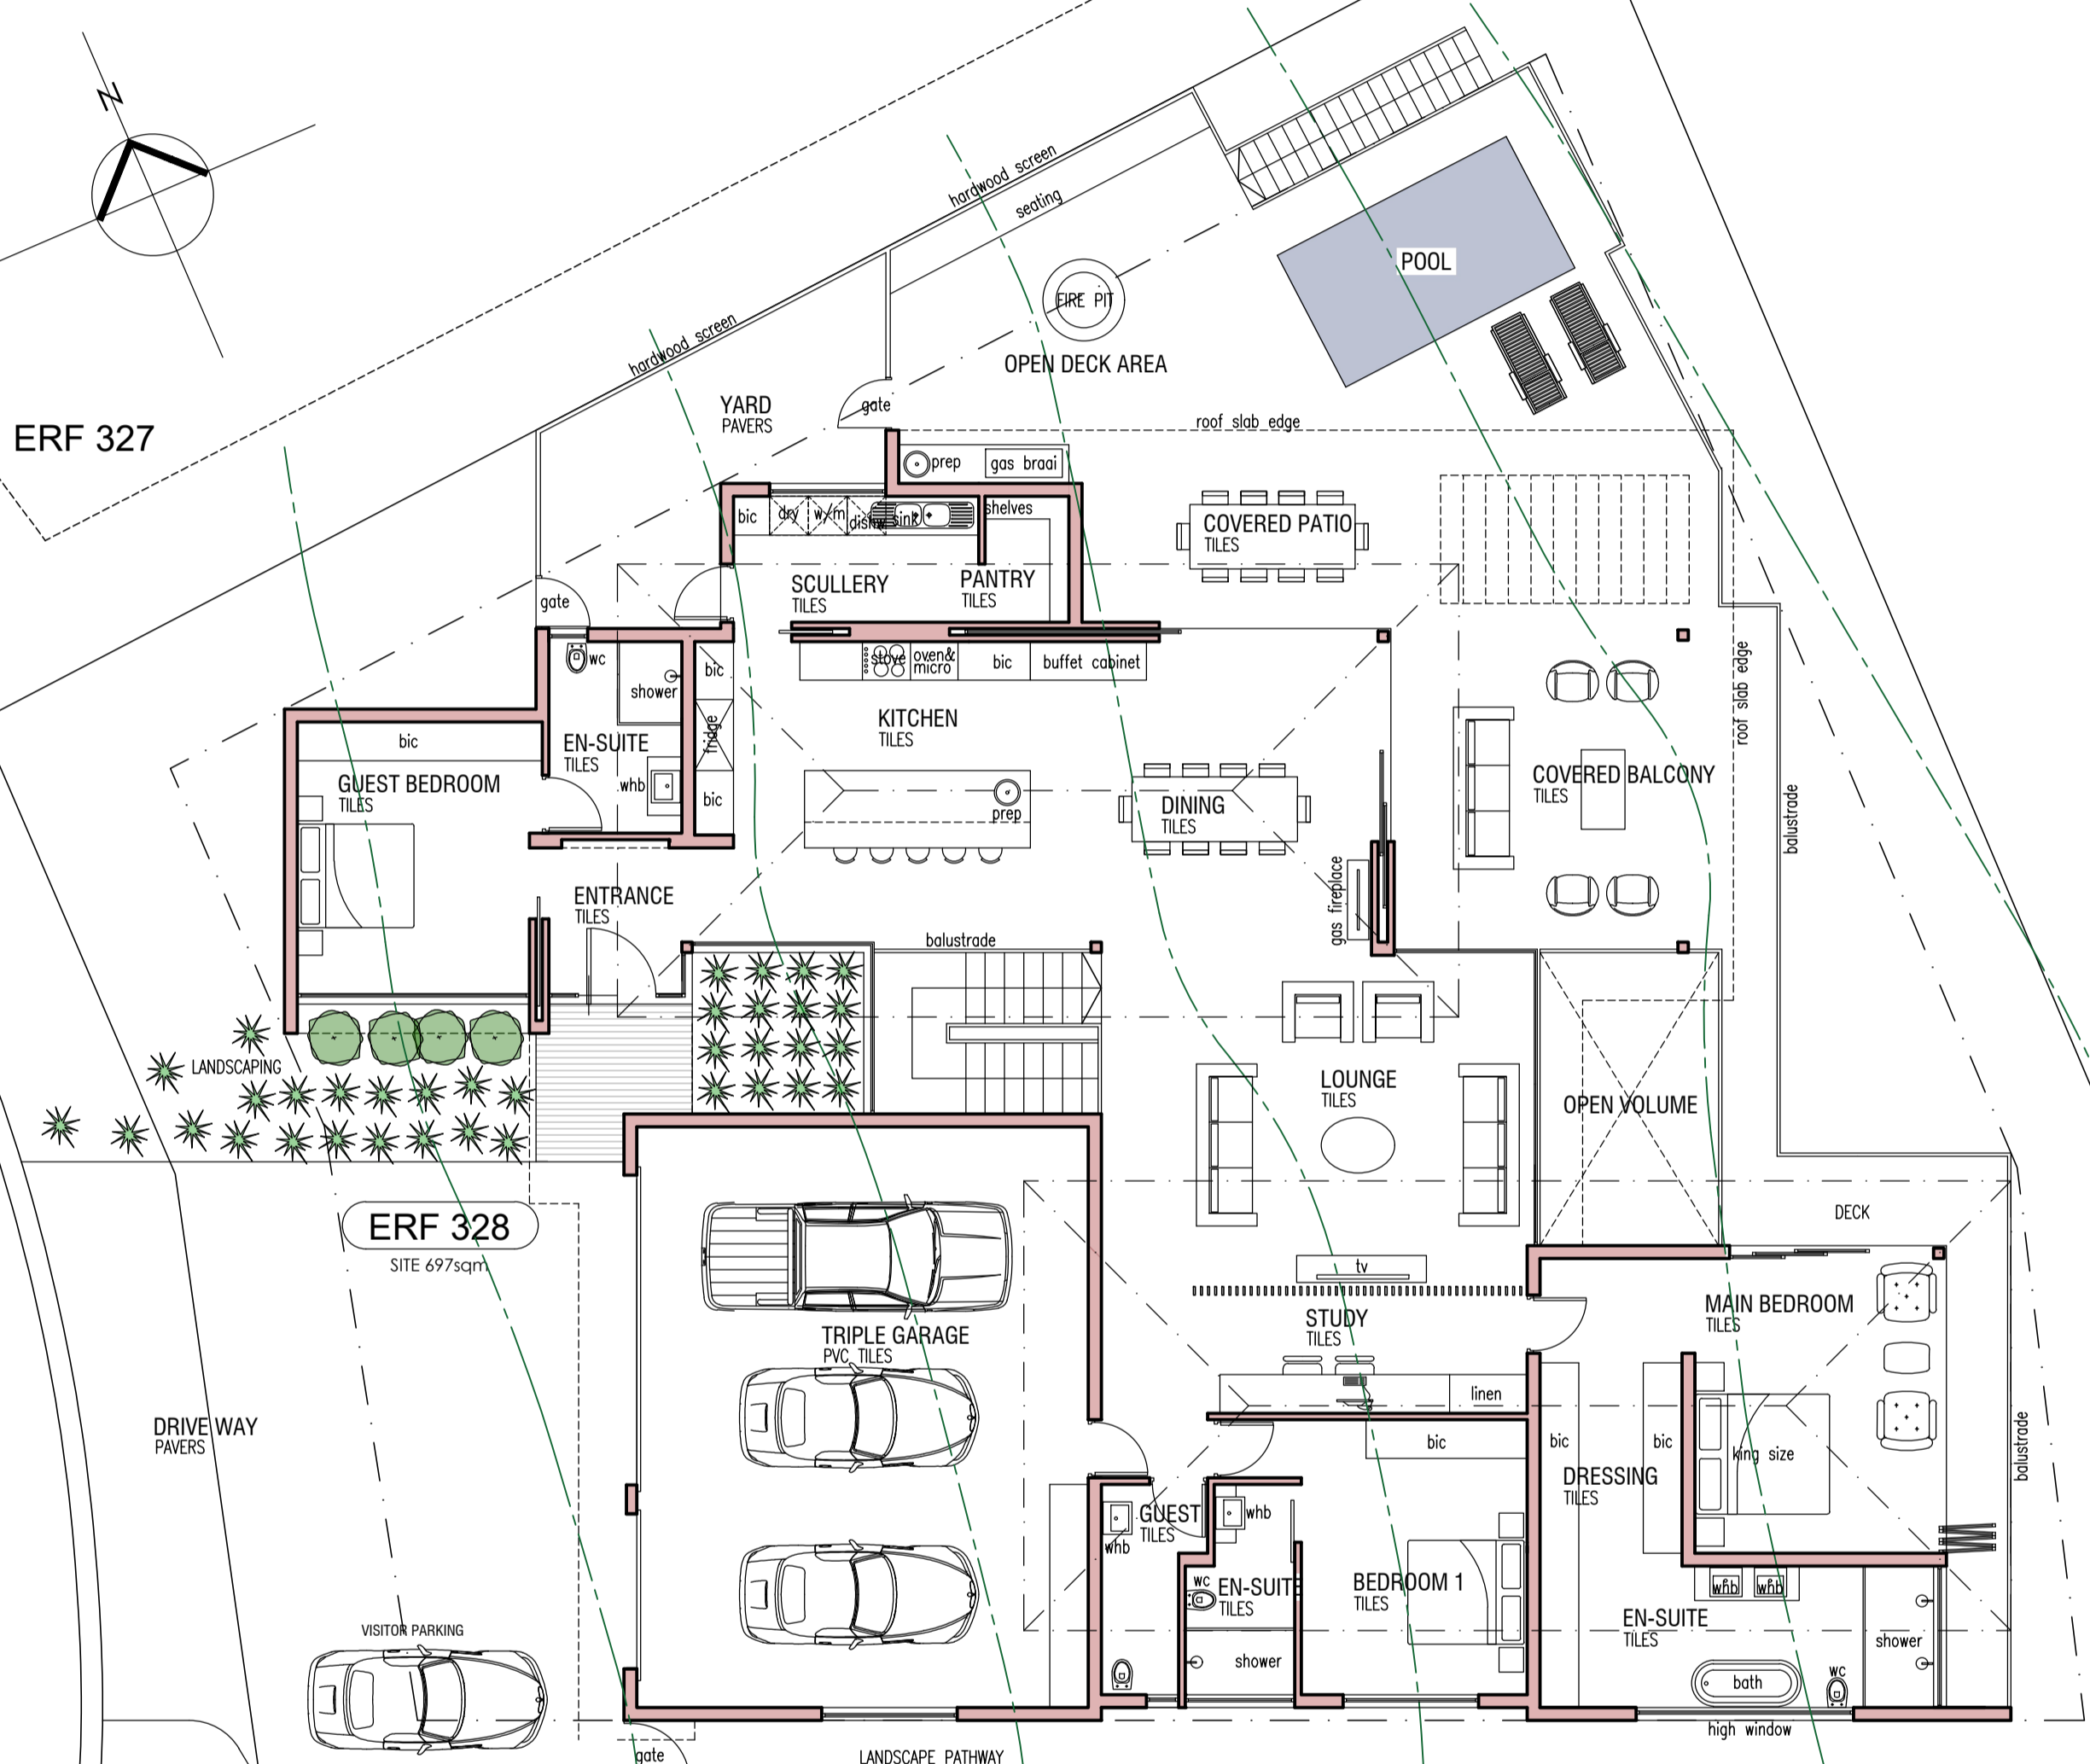 N
ERF 327
hardwood screen
seating
hardwood screen
POOL
FIRE PIT
OPEN DECK AREA
YARD
PAVERS
gate
roof slab edge
prep
gas braai
bic
dry
w/m
dishw
sink
shelves
COVERED PATIO
TILES
SCULLERY
TILES
PANTRY
TILES
gate
wc
shower
bic
stove
oven&
micro
bic
buffet cabinet
roof slab edge
bic
EN-SUITE
TILES
fridge
KITCHEN
TILES
GUEST BEDROOM
TILES
whb
bic
prep
DINING
TILES
COVERED BALCONY
TILES
balustrade
ENTRANCE
TILES
gas fireplace
balustrade
LANDSCAPING
LOUNGE
TILES
OPEN VOLUME
ERF 328
SITE 697sqm
DECK
tv
TRIPLE GARAGE
PVC TILES
STUDY
TILES
MAIN BEDROOM
TILES
linen
DRIVE WAY
PAVERS
bic
bic
bic
king size
balustrade
DRESSING
TILES
GUEST
TILES
whb
whb
wc
EN-SUITE
TILES
BEDROOM 1
TILES
whb
whb
EN-SUITE
TILES
shower
VISITOR PARKING
shower
bath
wc
high window
gate
LANDSCAPE PATHWAY